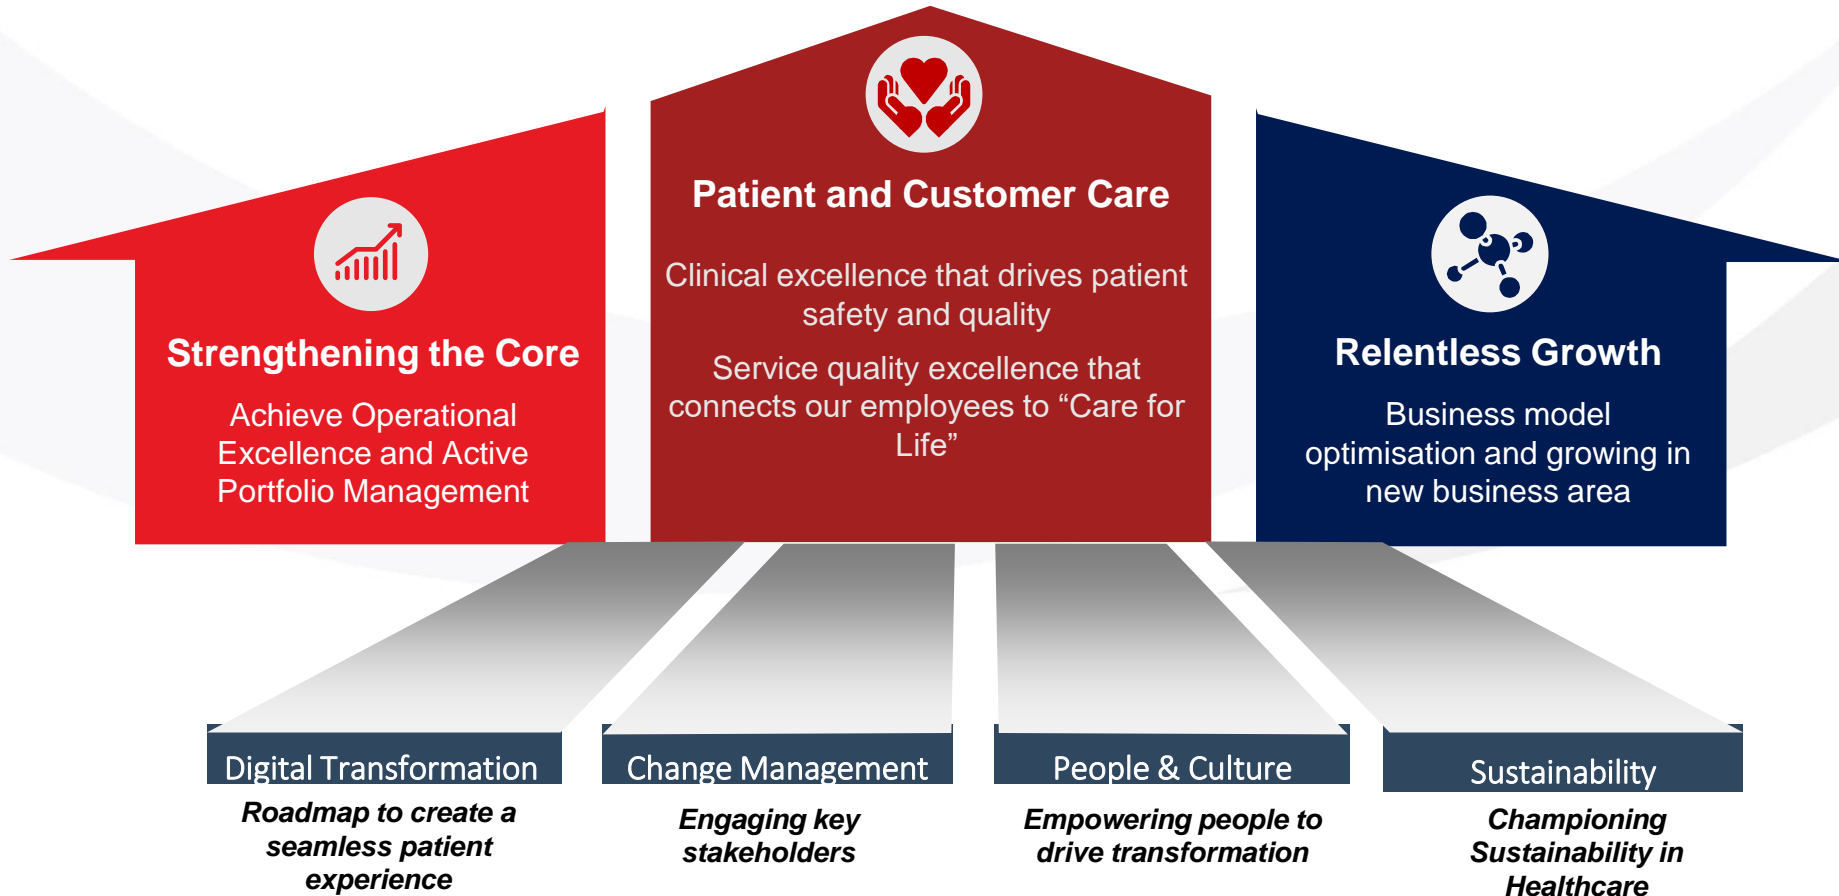 Patient and Customer Care
Clinical excellence that drives patient
safety and quality
Service quality excellence that
connects our employees to “Care for
Life”
Strengthening the Core
Achieve Operational
Excellence and Active
Portfolio Management
Relentless Growth
Business model
optimisation and growing in
new business area
Digital Transformation
Roadmap to create a
seamless patient
experience
Change Management
Engaging key
stakeholders
People & Culture
Empowering people to
drive transformation
Sustainability
Championing
Sustainability in
Healthcare